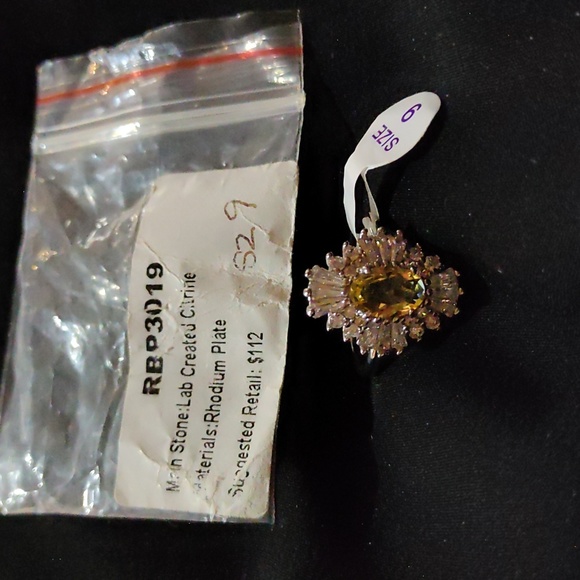 RBP3019
Main Stone:Lab Created Citrine
Materials:Rhodium Plate
Suggested Retail: $112
$29
SIZE
9